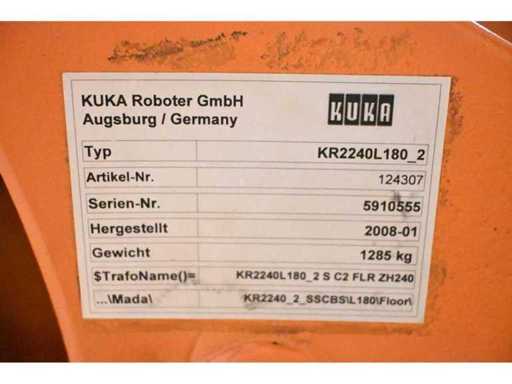 KUKA Roboter GmbH
Augsburg / Germany
KUKA
Typ KR2240L180_2
Artikel-Nr. 124307
Serien-Nr. 5910555
Hergestellt 2008-01
Gewicht 1285 kg
$TrafoName()= KR2240L180_2 S C2 FLR ZH240
...\Mada\ KR2240_2_SSCBS\L180\Floor\